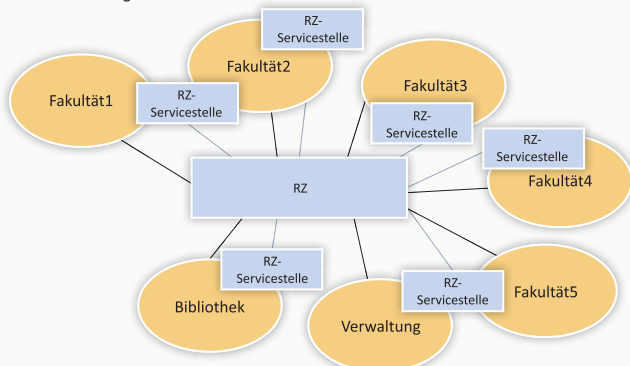 RZ-
Servicestelle
Fakultät2
Fakultät1
RZ-
Servicestelle
Fakultät3
RZ-
Servicestelle
RZ-
Servicestelle
Fakultät4
RZ
RZ-
Servicestelle
Bibliothek
Verwaltung
RZ-
Servicestelle
Fakultät5